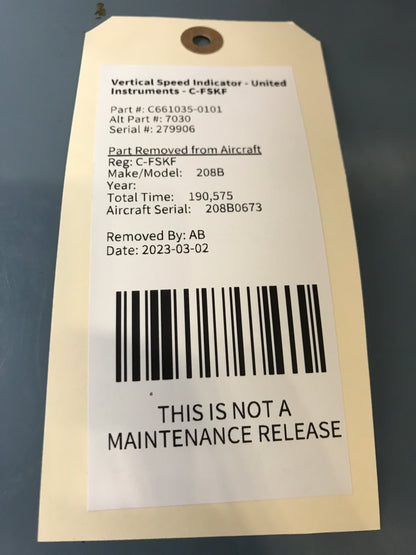 Vertical Speed Indicator - United
Instruments - C-FSKF
Part #: C661035-0101
Alt Part #: 7030
Serial #: 279906
Part Removed from Aircraft
Reg: C-FSKF
Make/Model: 208B
Year:
Total Time: 190,575
Aircraft Serial: 208B0673
Removed By: AB
Date: 2023-03-02
THIS IS NOT A
MAINTENANCE RELEASE